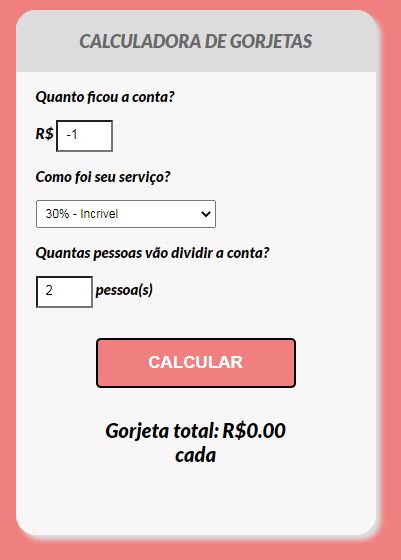 CALCULADORA DE GORJETAS
Quanto ficou a conta?
R$ -1
Como foi seu serviço?
30% - Incrivel
Quantas pessoas vão dividir a conta?
2 pessoa(s)
CALCULAR
Gorjeta total: R$0.00
cada